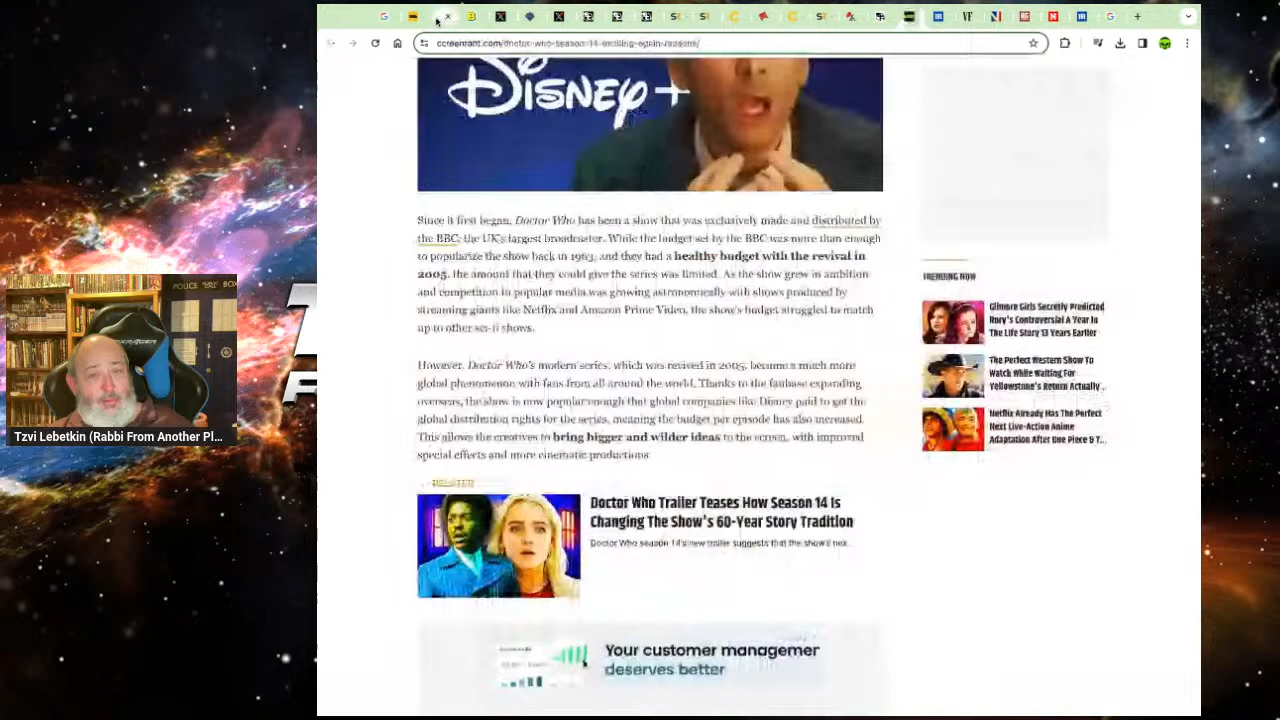 screenrant.com/doctor-who-season-14-exciting-again-reasons/
Disney+
Since it first began, Doctor Who has been a show that was exclusively made and distributed by
the BBC, the UK's largest broadcaster. While the budget set by the BBC was more than enough
to popularize the show back in 1963, and they had a healthy budget with the revival in
2005, the amount that they could give the series was limited. As the show grew in ambition
and competition in popular media was growing astronomically with shows produced by
streaming giants like Netflix and Amazon Prime Video, the show's budget struggled to match
up to other sci-fi shows.
However, Doctor Who's modern series, which was revived in 2005, became a much more
global phenomenon with fans from all around the world. Thanks to the fanbase expanding
overseas, the show is now popular enough that global companies like Disney paid to get the
global distribution rights for the series, meaning the budget per episode has also increased.
This allows the creatives to bring bigger and wilder ideas to the screen, with improved
special effects and more cinematic productions
RELATED
Doctor Who Trailer Teases How Season 14 Is
Changing The Show's 60-Year Story Tradition
Doctor Who season 14's new trailer suggests that the show's nex...
Your customer managemer
deserves better
TRENDING NOW
Gilmore Girls Secretly Predicted
Rory's Controversial A Year In
The Life Story 13 Years Earlier
The Perfect Western Show To
Watch While Waiting For
Yellowstone's Return Actually...
Netflix Already Has The Perfect
Next Live-Action Anime
Adaptation After One Piece & T...
POLICE BOX
Tzvi Lebetkin (Rabbi From Another Pl...